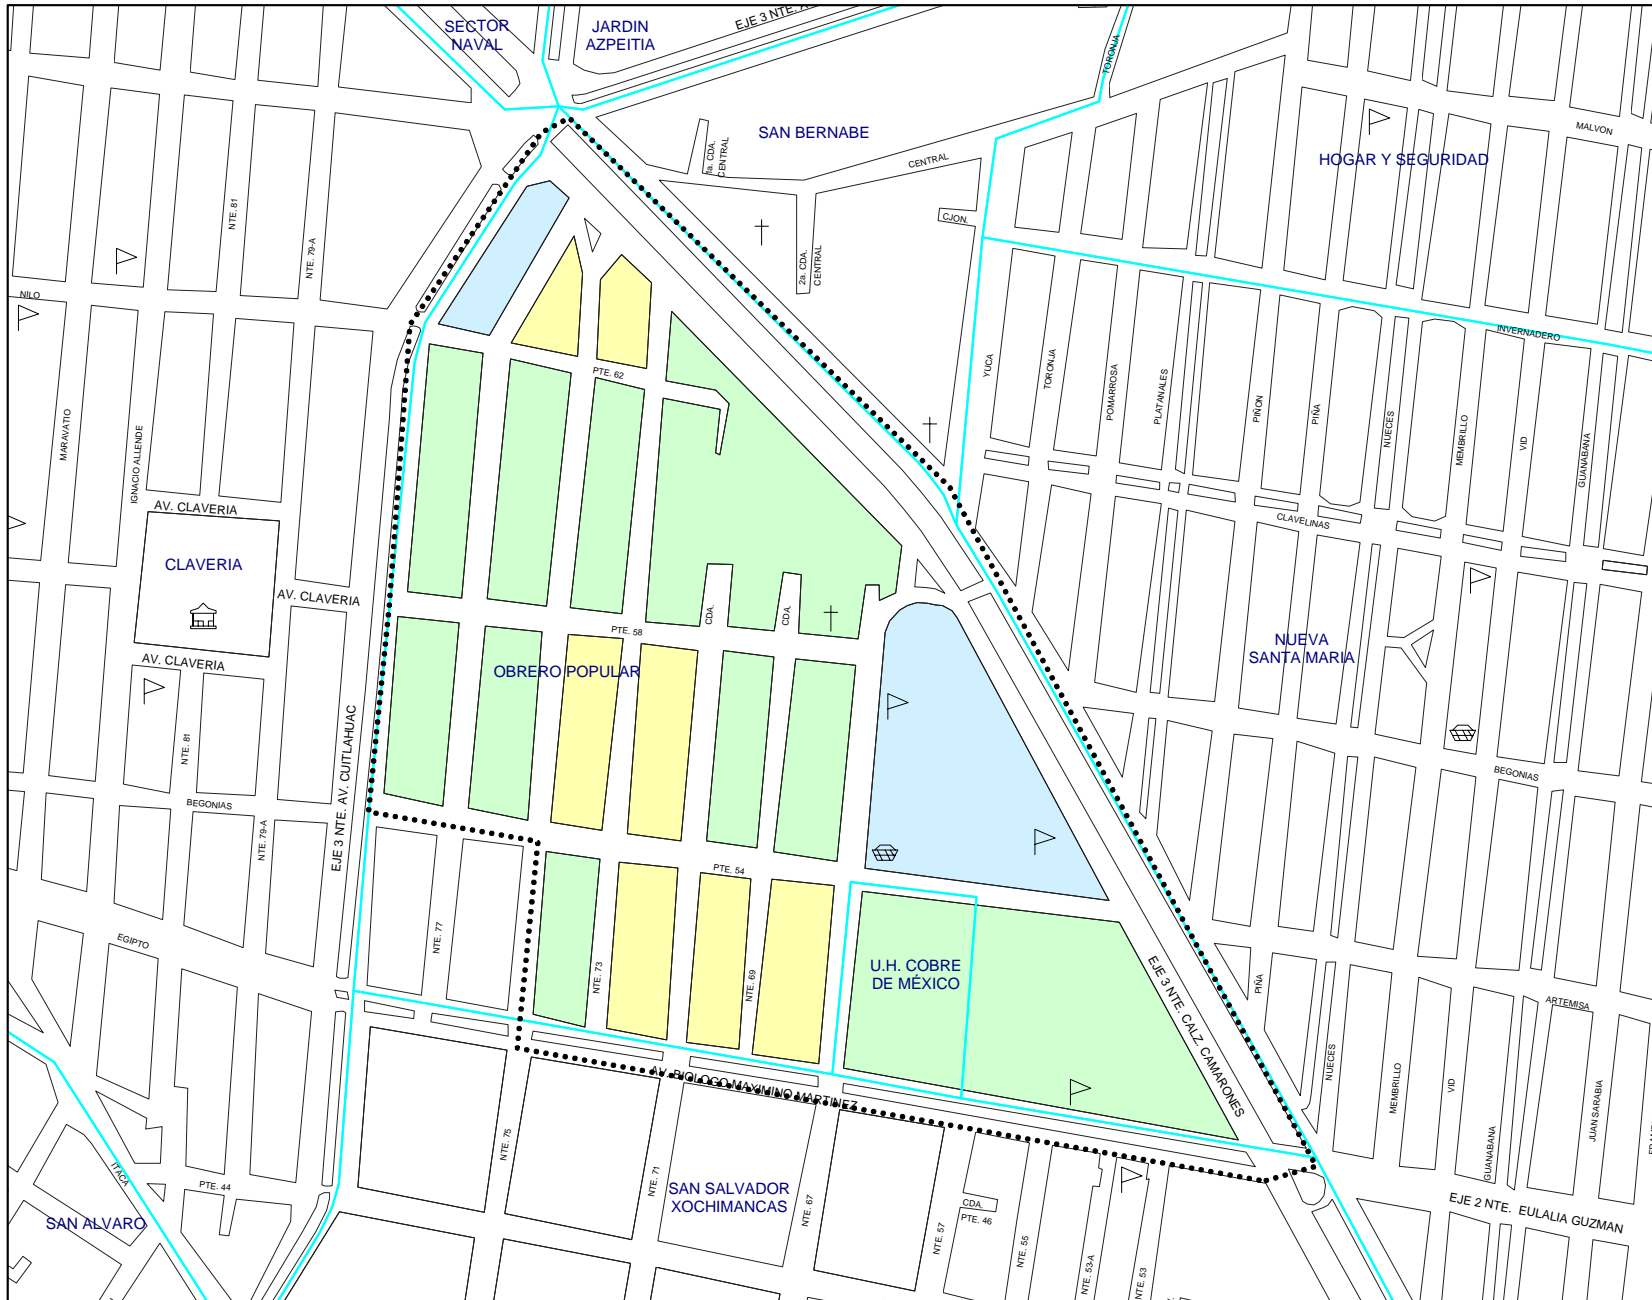 SECTOR
NAVAL
JARDIN
AZPEITIA
EJE 3 NTE.
TORONJA
SAN BERNABE
1a. CDA.
CENTRAL
CENTRAL
MALVON
HOGAR Y SEGURIDAD
NTE. 81
NTE. 79-A
CJON.
2a. CDA.
CENTRAL
NILO
INVERNADERO
YUCA
TORONJA
POMARROSA
PLATANALES
PIÑON
PIÑA
NUECES
MEMBRILLO
VID
GUANABANA
PTE. 62
MARAVATIO
IGNACIO ALLENDE
AV. CLAVERIA
CLAVELINAS
CLAVERIA
AV. CLAVERIA
CDA.
CDA.
PTE. 58
AV. CLAVERIA
OBRERO POPULAR
NUEVA
SANTA MARIA
NTE. 81
BEGONIAS
NTE. 79-A
EJE 3 NTE. AV. CUITLAHUAC
BEGONIAS
PTE. 54
EGIPTO
NTE. 77
NTE. 73
NTE. 69
U.H. COBRE
DE MÉXICO
EJE 3 NTE. CALZ. CAMARONES
PIÑA
ARTEMISA
NUECES
MEMBRILLO
VID
GUANABANA
JUAN SARABIA
AV. BIOLOGO MAXIMINO MARTINEZ
NTE. 75
NTE. 71
NTE. 67
NTE. 57
NTE. 55
NTE. 53-A
NTE. 53
ITACA
PTE. 44
SAN ALVARO
SAN SALVADOR
XOCHIMANCAS
CDA.
PTE. 46
EJE 2 NTE. EULALIA GUZMAN